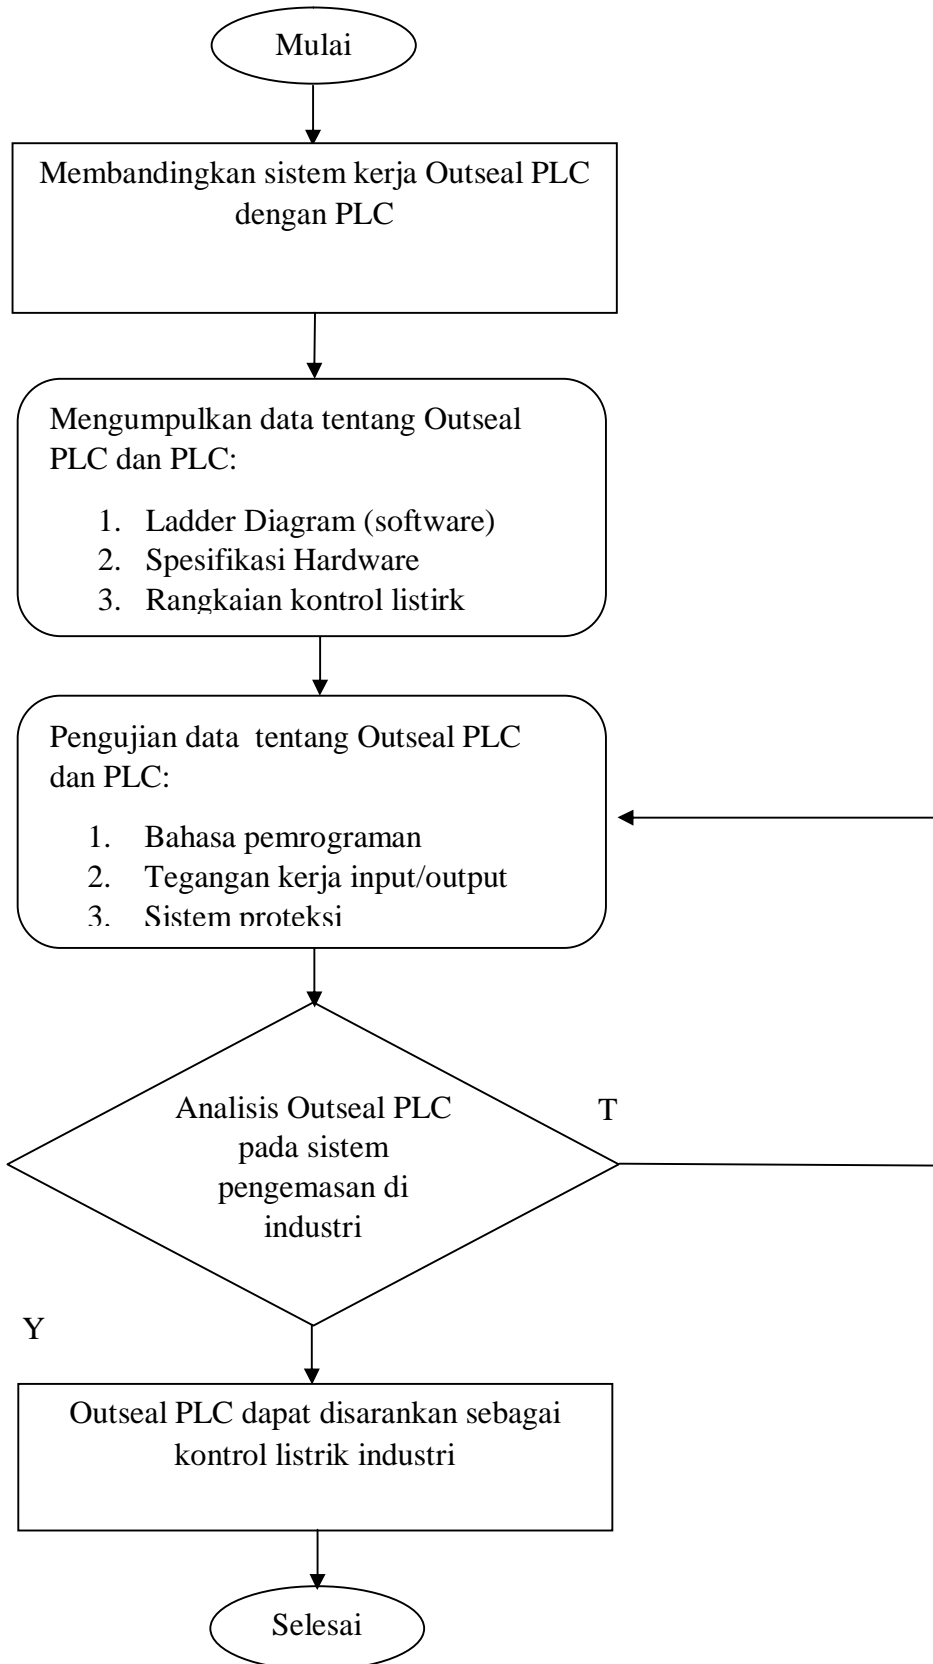 Mulai
Membandingkan sistem kerja Outseal PLC
dengan PLC
Mengumpulkan data tentang Outseal
PLC dan PLC:
1. Ladder Diagram (software)
2. Spesifikasi Hardware
3. Rangkaian kontrol listirk
Pengujian data tentang Outseal PLC
dan PLC:
1. Bahasa pemrograman
2. Tegangan kerja input/output
3. Sistem proteksi
Analisis Outseal PLC
pada sistem
pengemasan di
industri
T
Y
Outseal PLC dapat disarankan sebagai
kontrol listrik industri
Selesai